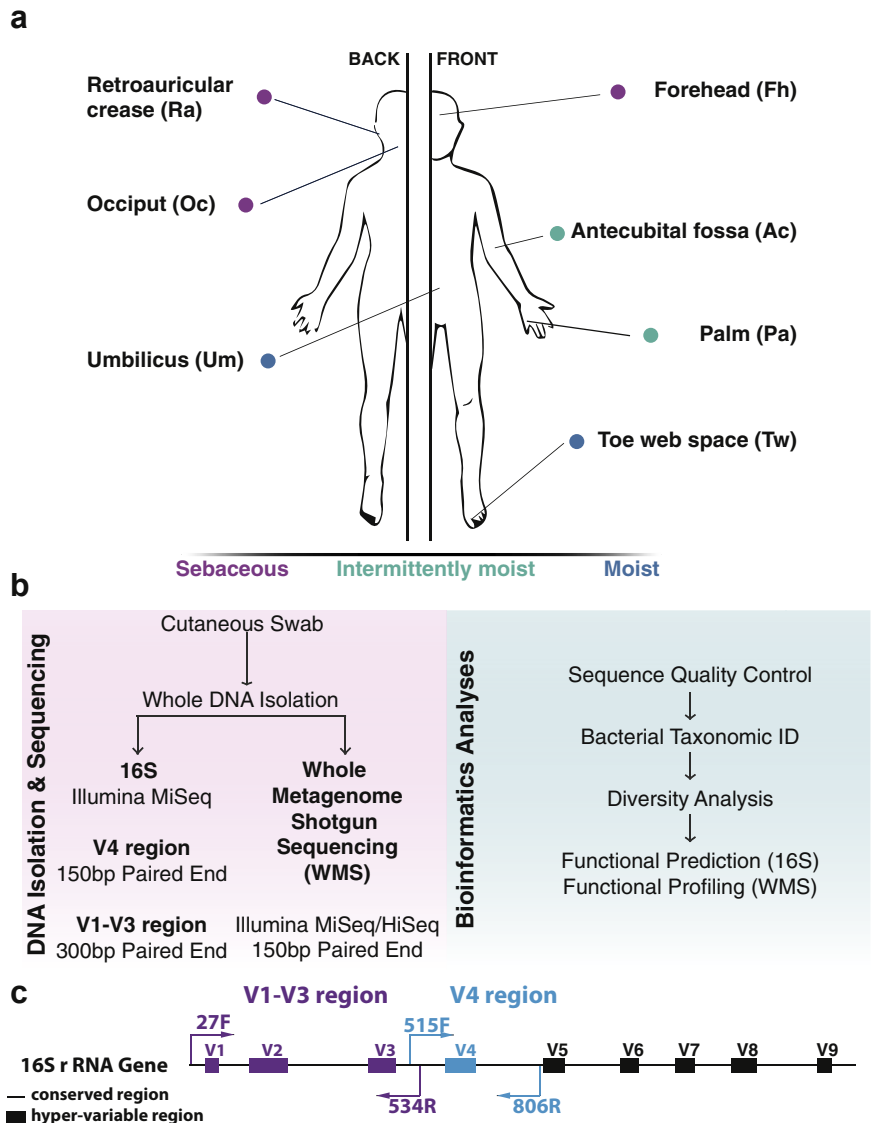 a
BACK
FRONT
Retroauricular
crease (Ra)
Forehead (Fh)
Occiput (Oc)
Antecubital fossa (Ac)
Umbilicus (Um)
Palm (Pa)
Toe web space (Tw)
Sebaceous
Intermittently moist
Moist
b
DNA Isolation & Sequencing
Cutaneous Swab
Whole DNA Isolation
16S
Illumina MiSeq
V4 region
150bp Paired End
V1-V3 region
300bp Paired End
Whole
Metagenome
Shotgun
Sequencing
(WMS)
Illumina MiSeq/HiSeq
150bp Paired End
Bioinformatics Analyses
Sequence Quality Control
Bacterial Taxonomic ID
Diversity Analysis
Functional Prediction (16S)
Functional Profiling (WMS)
c
V1-V3 region
V4 region
27F
515F
16S r RNA Gene
V1
V2
V3
V4
V5
V6
V7
V8
V9
534R
806R
conserved region
hyper-variable region